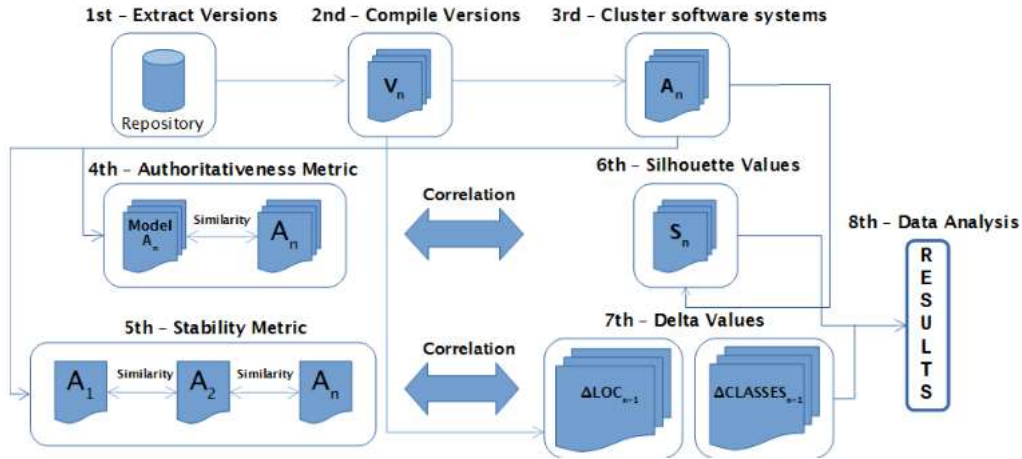 1st – Extract Versions
2nd – Compile Versions
3rd – Cluster software systems
Repository
Vn
An
4th – Authoritativeness Metric
Correlation
6th – Silhouette Values
Model
An
Similarity
An
Sn
8th – Data Analysis
RESULTS
5th – Stability Metric
Correlation
7th – Delta Values
A1
Similarity
A2
Similarity
An
ΔLOCn-1
ΔCLASSESn-1